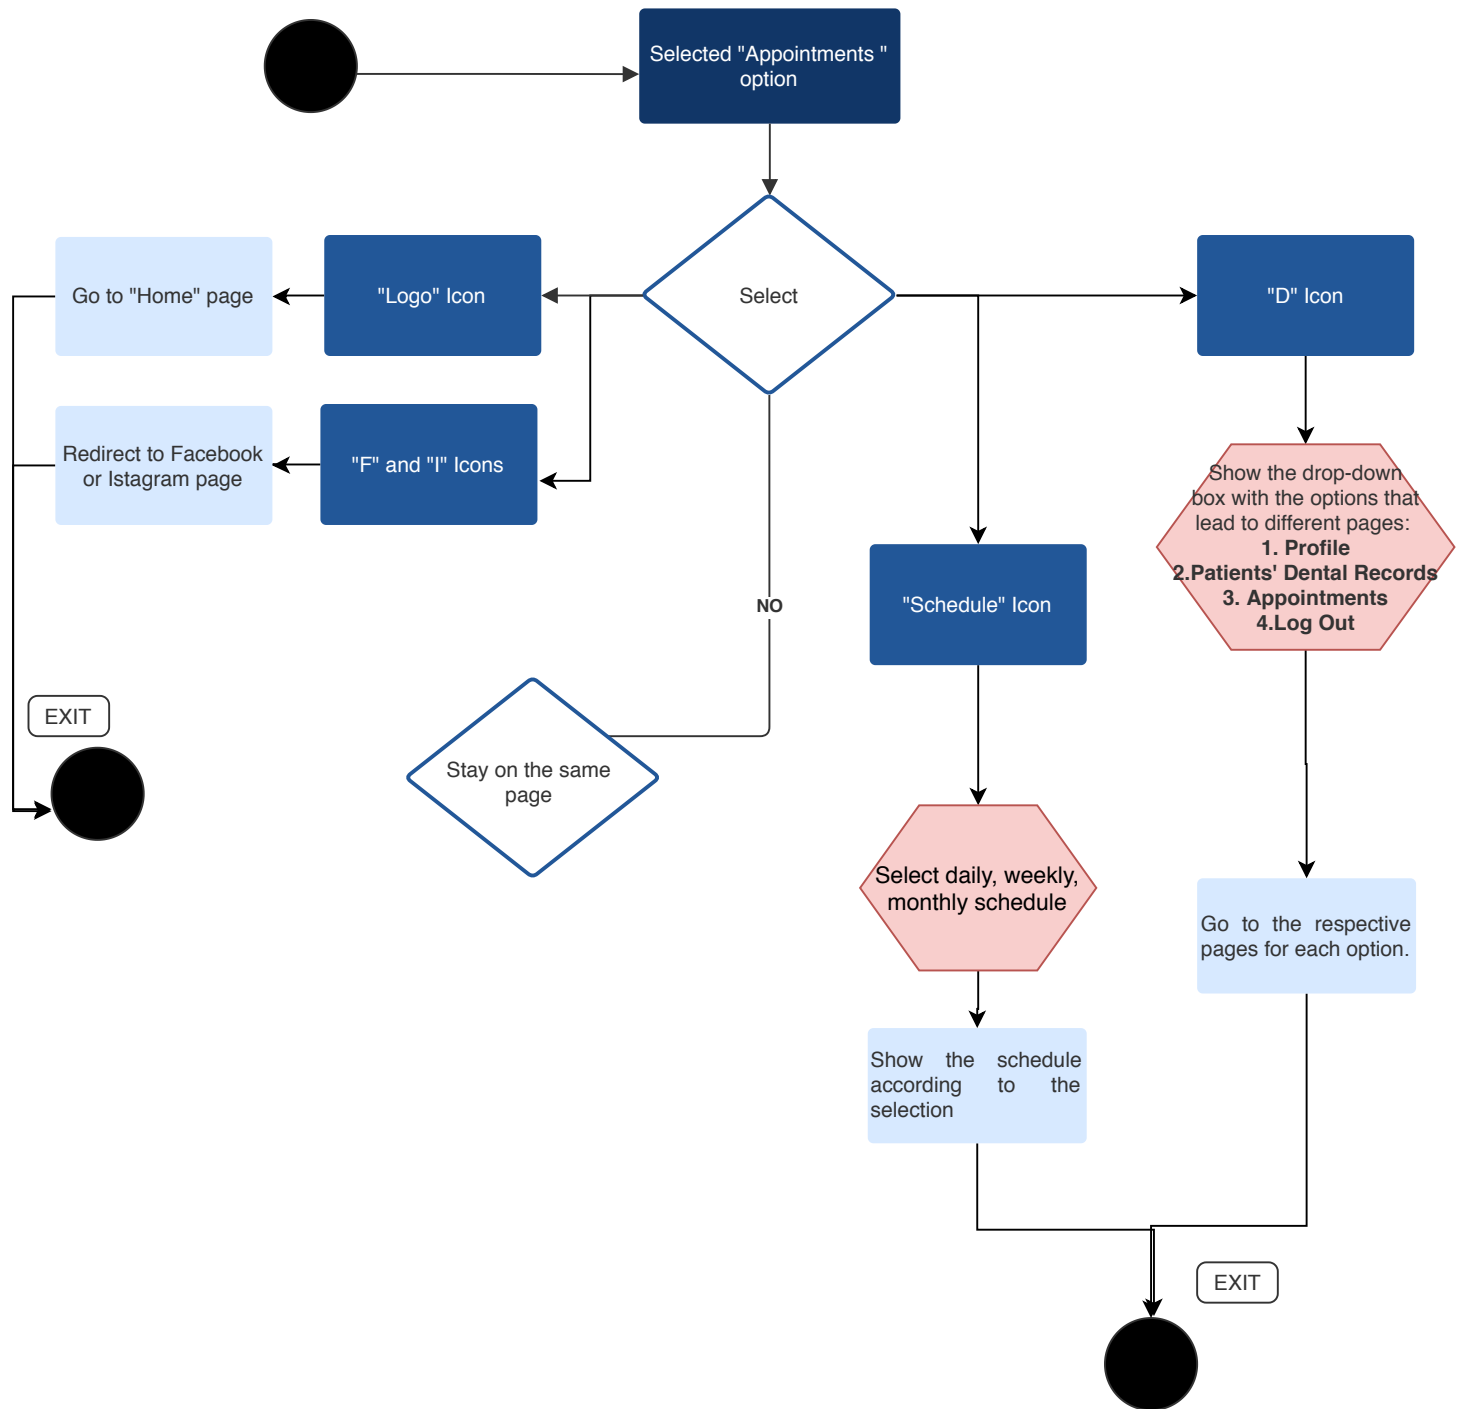 Selected "Appointments "
option
Go to "Home" page
"Logo" Icon
Select
"D" Icon
Redirect to Facebook
or Istagram page
"F" and "I" Icons
Show the drop-down
box with the options that
lead to different pages:
1. Profile
2.Patients' Dental Records
3. Appointments
4.Log Out
"Schedule" Icon
NO
EXIT
Stay on the same
page
Select daily, weekly,
monthly schedule
Go to the respective
pages for each option.
Show the schedule
according to the
selection
EXIT